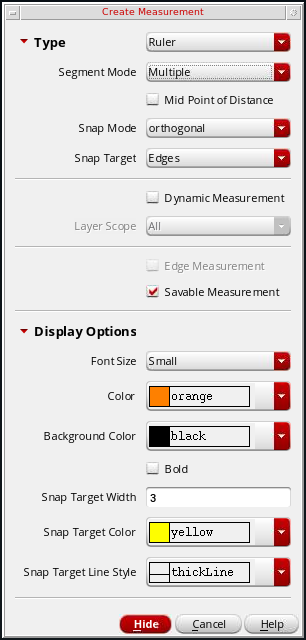 Create Measurement
Type Ruler
Segment Mode Multiple
Mid Point of Distance
Snap Mode orthogonal
Snap Target Edges
Dynamic Measurement
Layer Scope All
Edge Measurement
Savable Measurement
Display Options
Font Size Small
Color orange
Background Color black
Bold
Snap Target Width 3
Snap Target Color yellow
Snap Target Line Style thickLine
Hide Cancel Help